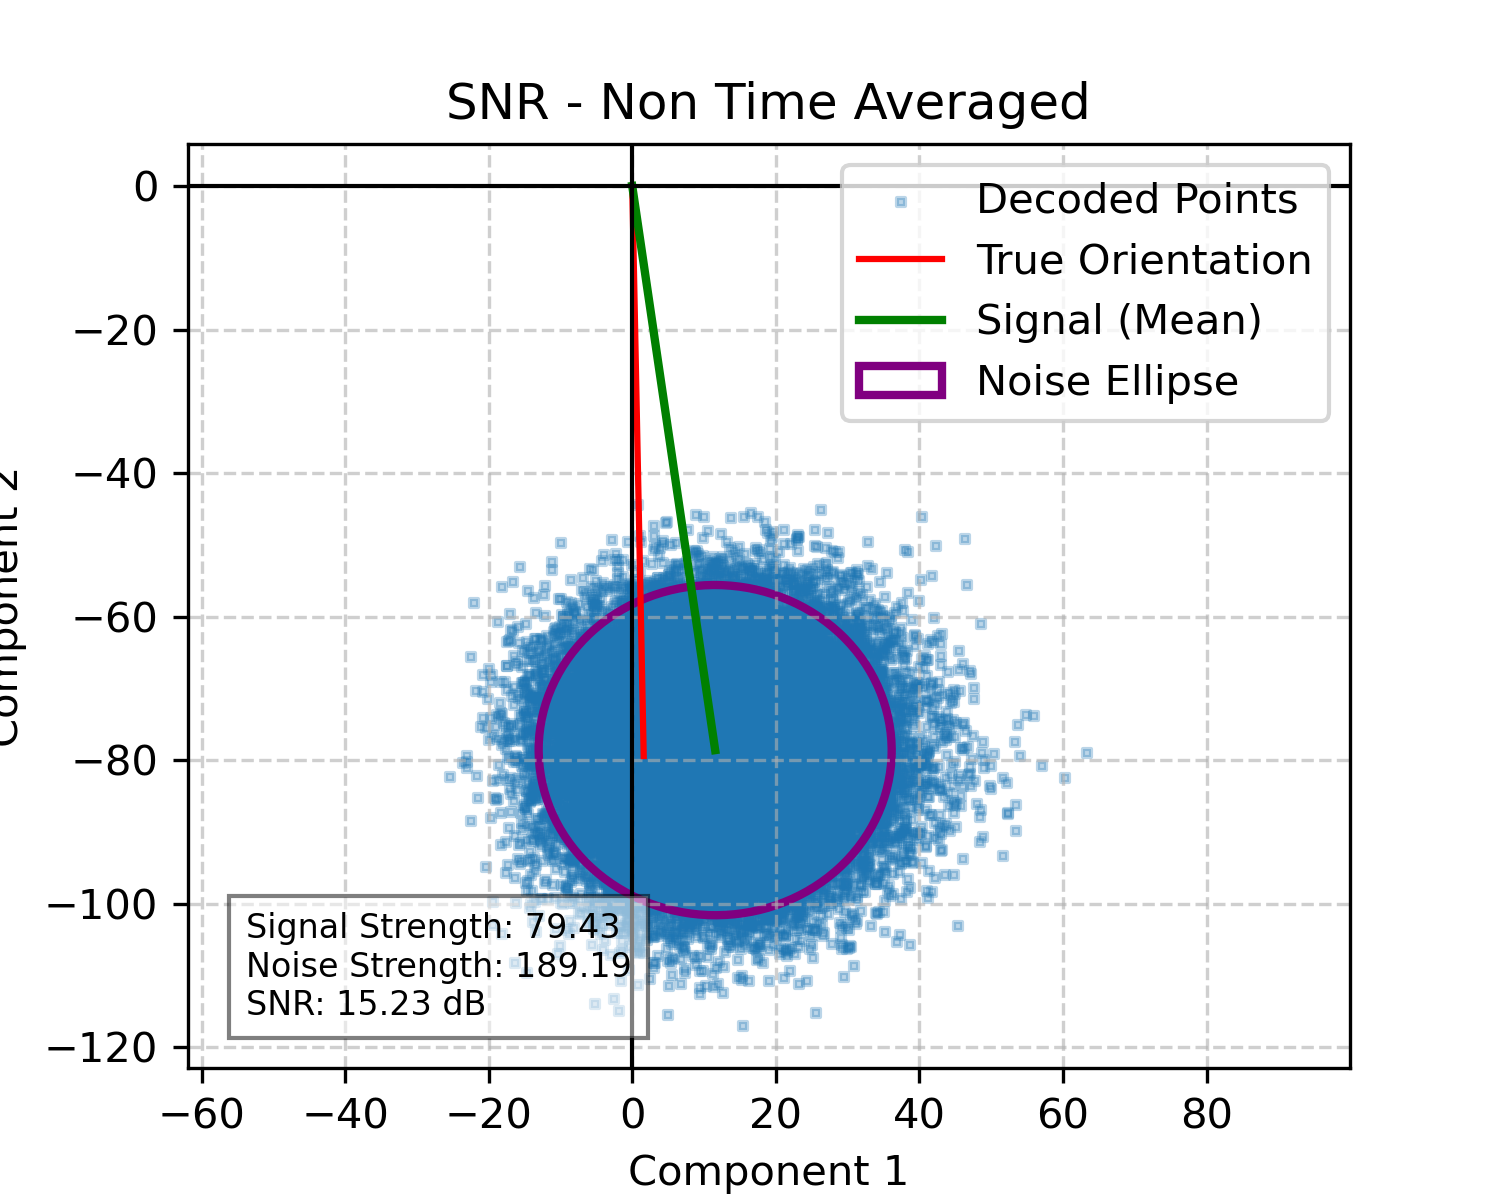 SNR - Non Time Averaged
Decoded Points
True Orientation
Signal (Mean)
Noise Ellipse
0
−20
−40
−60
−80
−100
−120
Component 2
Signal Strength: 79.43
Noise Strength: 189.19
SNR: 15.23 dB
−60 −40 −20 0 20 40 60 80
Component 1